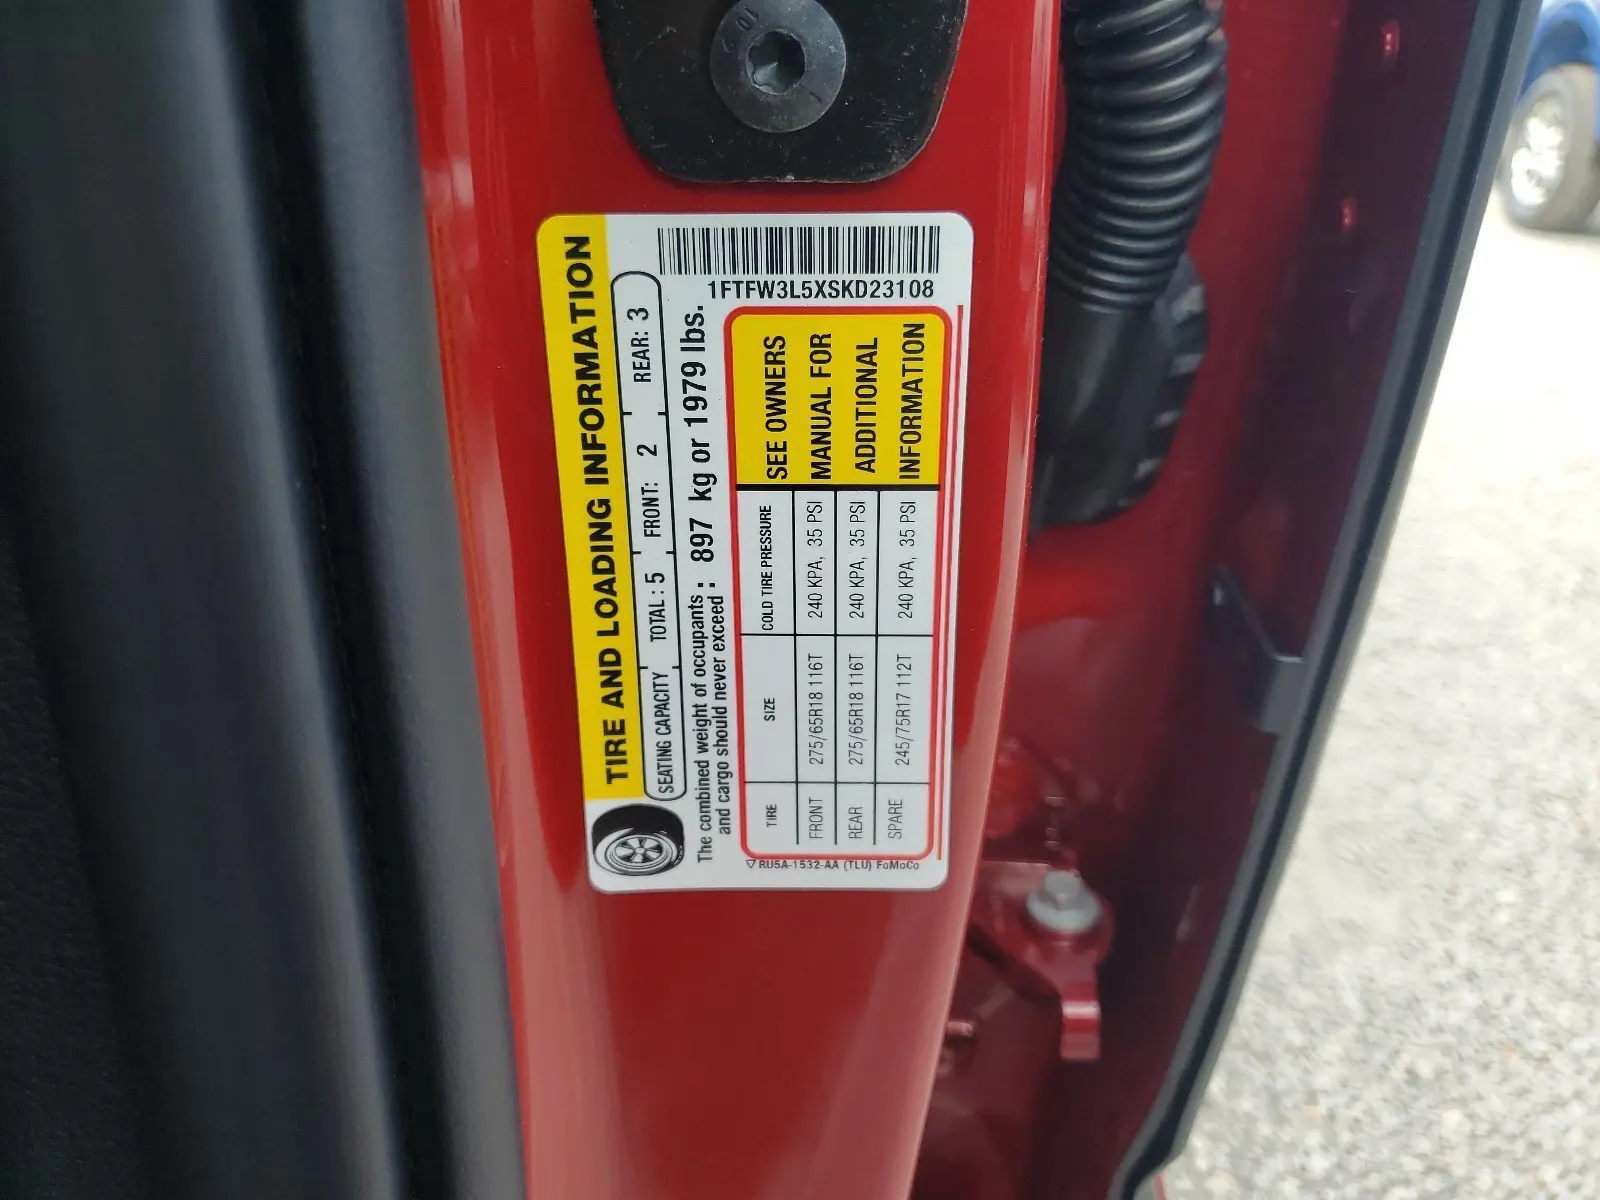 TIRE AND LOADING INFORMATION
SEATING CAPACITY TOTAL : 5 FRONT: 2 REAR: 3
The combined weight of occupants and cargo should never exceed : 897 kg or 1979 lbs.
1FTFW3L5XSKD23108
TIRE SIZE COLD TIRE PRESSURE
FRONT 275/65R18 116T 240 KPA, 35 PSI
REAR 275/65R18 116T 240 KPA, 35 PSI
SPARE 245/75R17 112T 240 KPA, 35 PSI
SEE OWNERS
MANUAL FOR
ADDITIONAL
INFORMATION
RU5A-1532-AA (TLU) FoMoCo